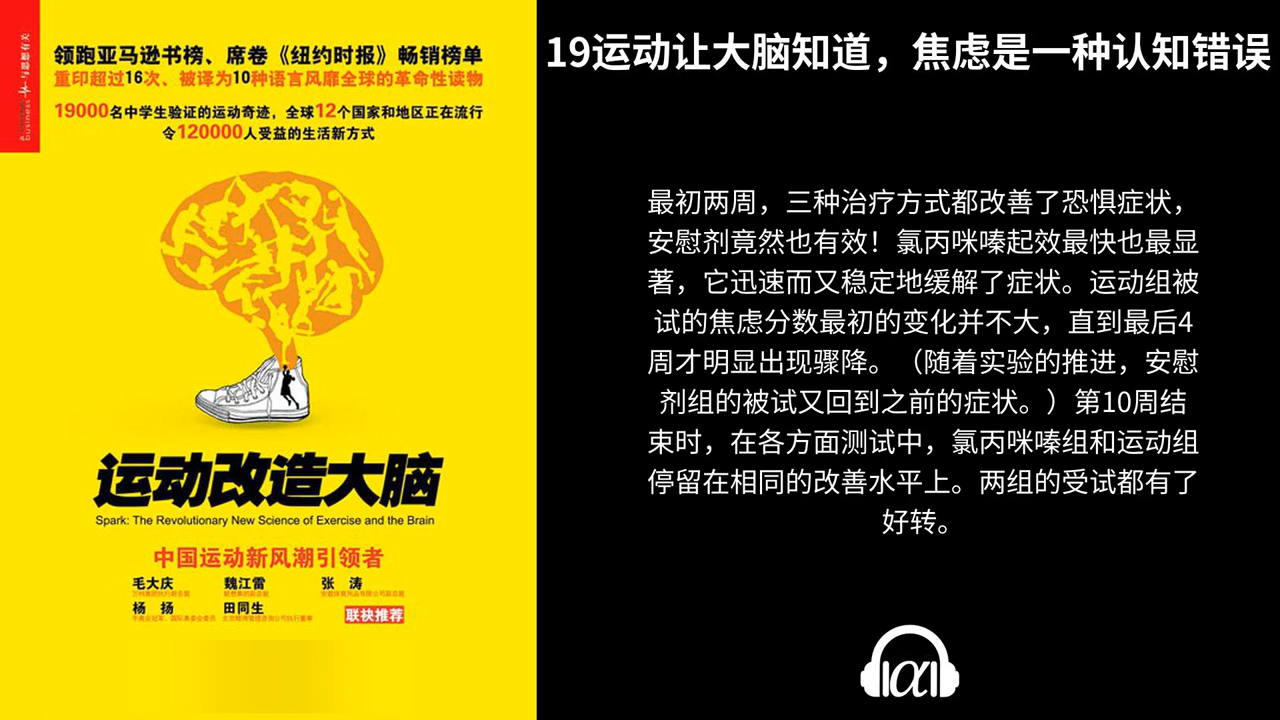 与思想有关
business
领跑亚马逊书榜、席卷《纽约时报》畅销榜单
重印超过16次、被译为10种语言风靡全球的革命性读物
19000名中学生验证的运动奇迹，全球12个国家和地区正在流行
令120000人受益的生活新方式
运动改造大脑
Spark: The Revolutionary New Science of Exercise and the Brain
中国运动新风潮引领者
毛大庆 魏江雷 张 涛
杨 扬 田同生 联袂推荐
19运动让大脑知道，焦虑是一种认知错误
最初两周，三种治疗方式都改善了恐惧症状，
安慰剂竟然也有效！氯丙咪嗪起效最快也最显
著，它迅速而又稳定地缓解了症状。运动组被
试的焦虑分数最初的变化并不大，直到最后4
周才明显出现骤降。（随着实验的推进，安慰
剂组的被试又回到之前的症状。）第10周结
束时，在各方面测试中，氯丙咪嗪组和运动组
停留在相同的改善水平上。两组的受试都有了
好转。